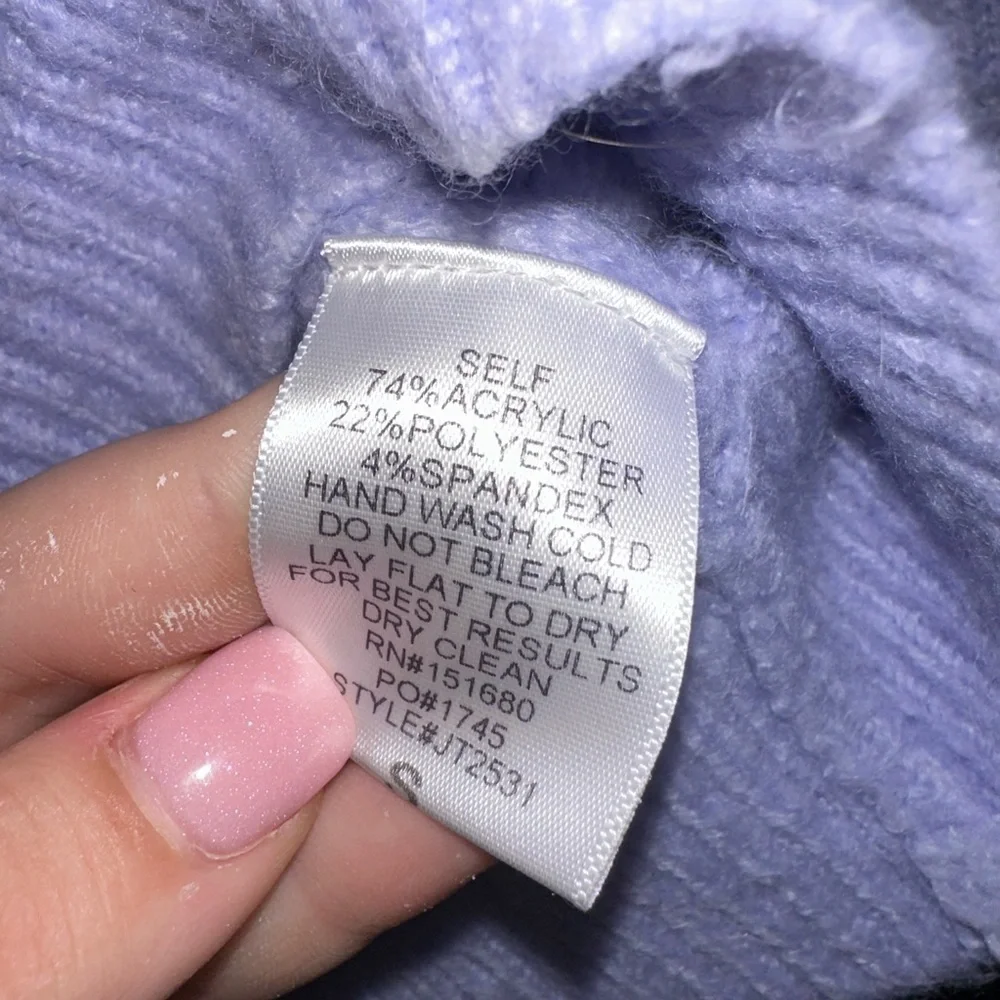 SELF
74%ACRYLIC
22%POLYESTER
4%SPANDEX
HAND WASH COLD
DO NOT BLEACH
LAY FLAT TO DRY
FOR BEST RESULTS
DRY CLEAN
RN#151680
PO#1745
STYLE#JT2531
S